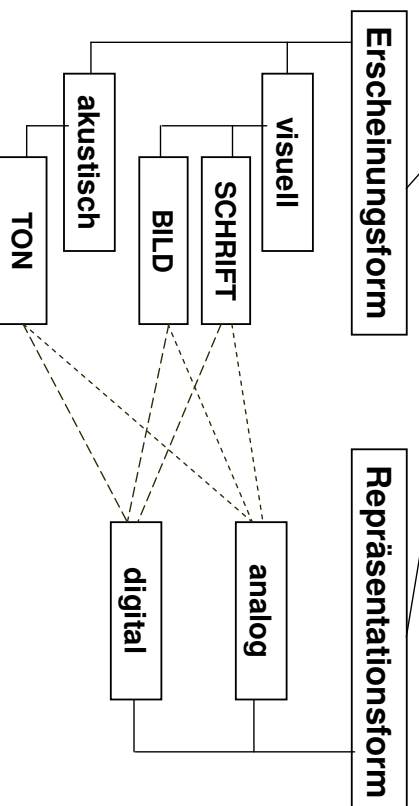 Erscheinungsform
Repräsentationsform
visuell
SCHRIFT
BILD
akustisch
TON
analog
digital